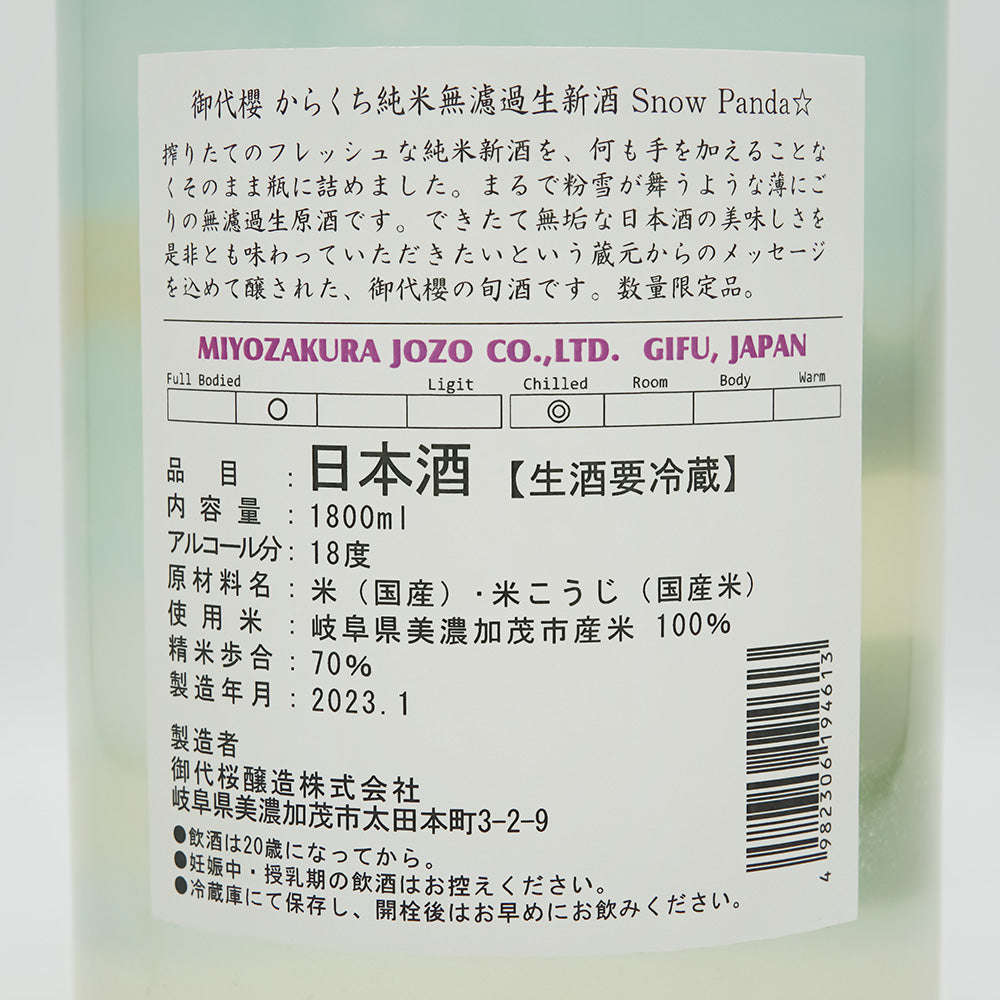 御代櫻 からくち純米無濾過生新酒 Snow Panda☆
搾りたてのフレッシュな純米新酒を、何も手を加えることな
くそのまま瓶に詰めました。まるで粉雪が舞うような薄にご
りの無濾過生原酒です。できたて無垢な日本酒の美味しさを
是非とも味わっていただきたいという蔵元からのメッセージ
を込めて醸された、御代櫻の旬酒です。数量限定品。
MIYOZAKURA JOZO CO.,LTD. GIFU, JAPAN
Full Bodied Ligit Chilled Room Body Warm
○ ◎
品目：日本酒【生酒要冷蔵】
内容量：1800ml
アルコール分：18度
原材料名：米（国産）・米こうじ（国産米）
使用米：岐阜県美濃加茂市産米 100%
精米歩合：70%
製造年月：2023.1
製造者
御代桜醸造株式会社
岐阜県美濃加茂市太田本町3-2-9
●飲酒は20歳になってから。
●妊娠中・授乳期の飲酒はお控えください。
●冷蔵庫にて保存し、開栓後はお早めにお飲みください。
4982306194613